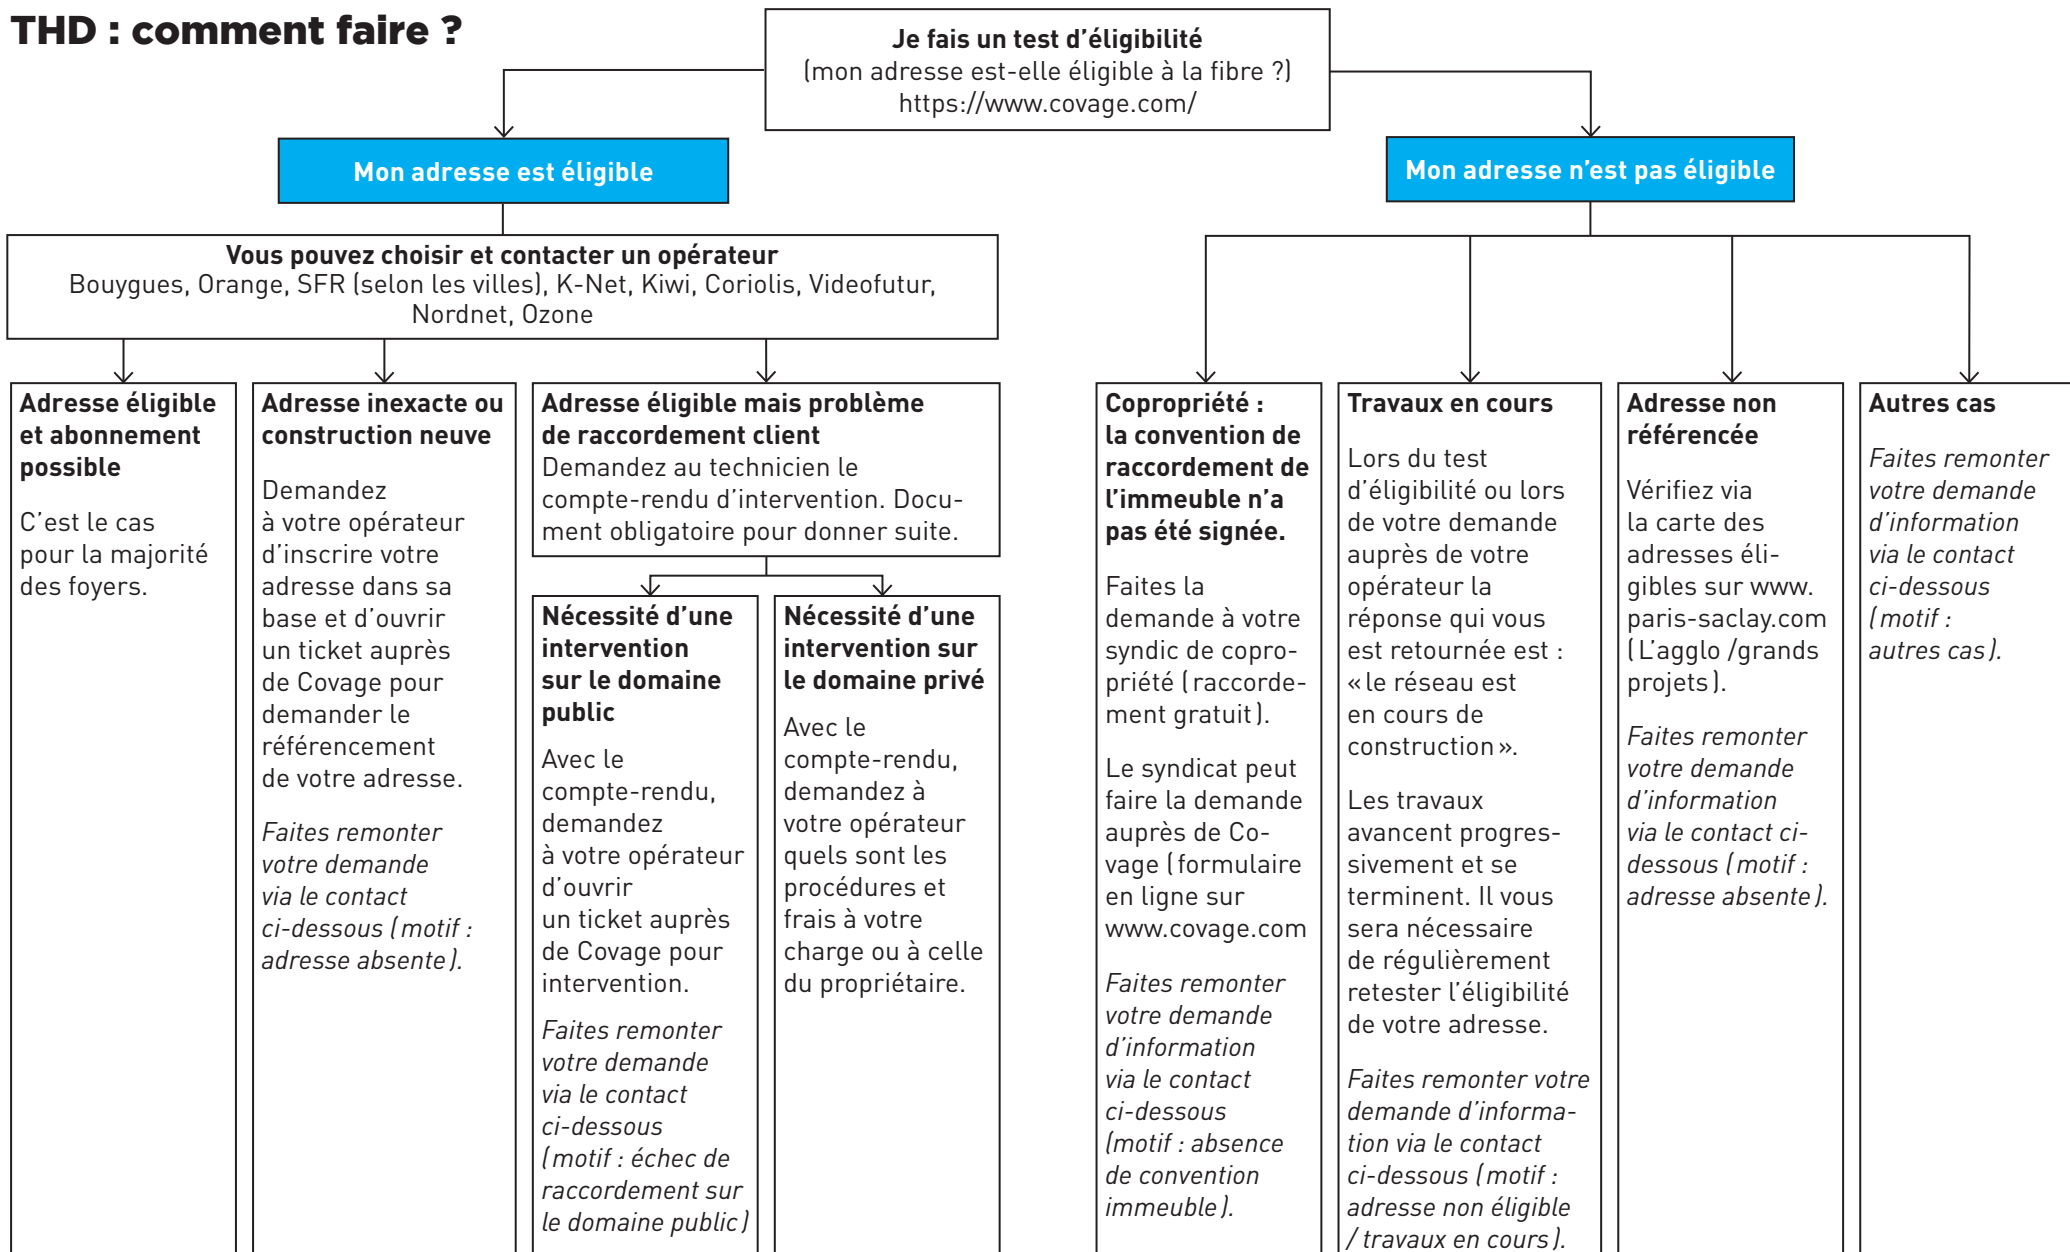 THD : comment faire ?
Je fais un test d’éligibilité
(mon adresse est-elle éligible à la fibre ?)
https://www.covage.com/
Mon adresse est éligible
Mon adresse n’est pas éligible
Vous pouvez choisir et contacter un opérateur
Bouygues, Orange, SFR (selon les villes), K-Net, Kiwi, Coriolis, Videofutur,
Nordnet, Ozone
Adresse éligible
et abonnement
possible
C’est le cas
pour la majorité
des foyers.
Adresse inexacte ou
construction neuve
Demandez
à votre opérateur
d’inscrire votre
adresse dans sa
base et d’ouvrir
un ticket auprès
de Covage pour
demander le
référencement
de votre adresse.
Faites remonter
votre demande
via le contact
ci-dessous (motif :
adresse absente).
Adresse éligible mais problème
de raccordement client
Demandez au technicien le
compte-rendu d’intervention. Docu-
ment obligatoire pour donner suite.
Nécessité d’une
intervention
sur le domaine
public
Avec le
compte-rendu,
demandez
à votre opérateur
d’ouvrir
un ticket auprès
de Covage pour
intervention.
Faites remonter
votre demande
via le contact
ci-dessous
(motif : échec de
raccordement sur
le domaine public)
Nécessité d’une
intervention sur
le domaine privé
Avec le
compte-rendu,
demandez à
votre opérateur
quels sont les
procédures et
frais à votre
charge ou à celle
du propriétaire.
Copropriété :
la convention de
raccordement de
l’immeuble n’a
pas été signée.
Faites la
demande à votre
syndic de copro-
priété (raccorde-
ment gratuit).
Le syndicat peut
faire la demande
auprès de Co-
vage (formulaire
en ligne sur
www.covage.com
Faites remonter
votre demande
d’information
via le contact
ci-dessous
(motif : absence
de convention
immeuble).
Travaux en cours
Lors du test
d’éligibilité ou lors
de votre demande
auprès de votre
opérateur la
réponse qui vous
est retournée est :
« le réseau est
en cours de
construction ».
Les travaux
avancent progres-
sivement et se
terminent. Il vous
sera nécessaire
de régulièrement
retester l’éligibilité
de votre adresse.
Faites remonter votre
demande d’informa-
tion via le contact
ci-dessous (motif :
adresse non éligible
/ travaux en cours).
Adresse non
référencée
Vérifiez via
la carte des
adresses éli-
gibles sur www.
paris-saclay.com
(L’agglo /grands
projets).
Faites remonter
votre demande
d’information
via le contact ci-
dessous (motif :
adresse absente).
Autres cas
Faites remonter
votre demande
d’information
via le contact
ci-dessous
(motif :
autres cas).